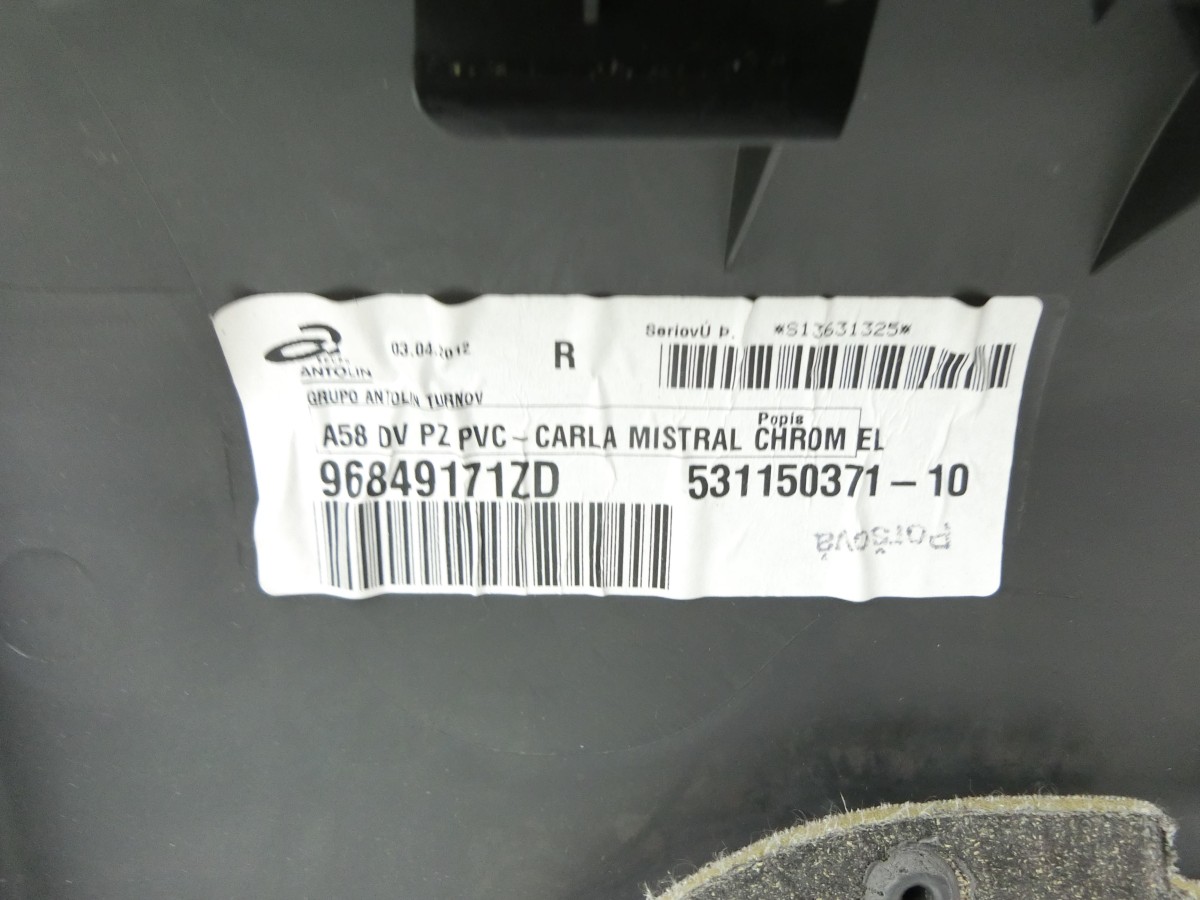 ANTOLIN
03.04.2012
R
SeriovÚ Þ.
*S13631325*
GRUPO ANTOLIN TURNOV
Popis
A58 DV PZ PVC - CARLA MISTRAL CHROM EL
96849171ZD
531150371 - 10
Paršová